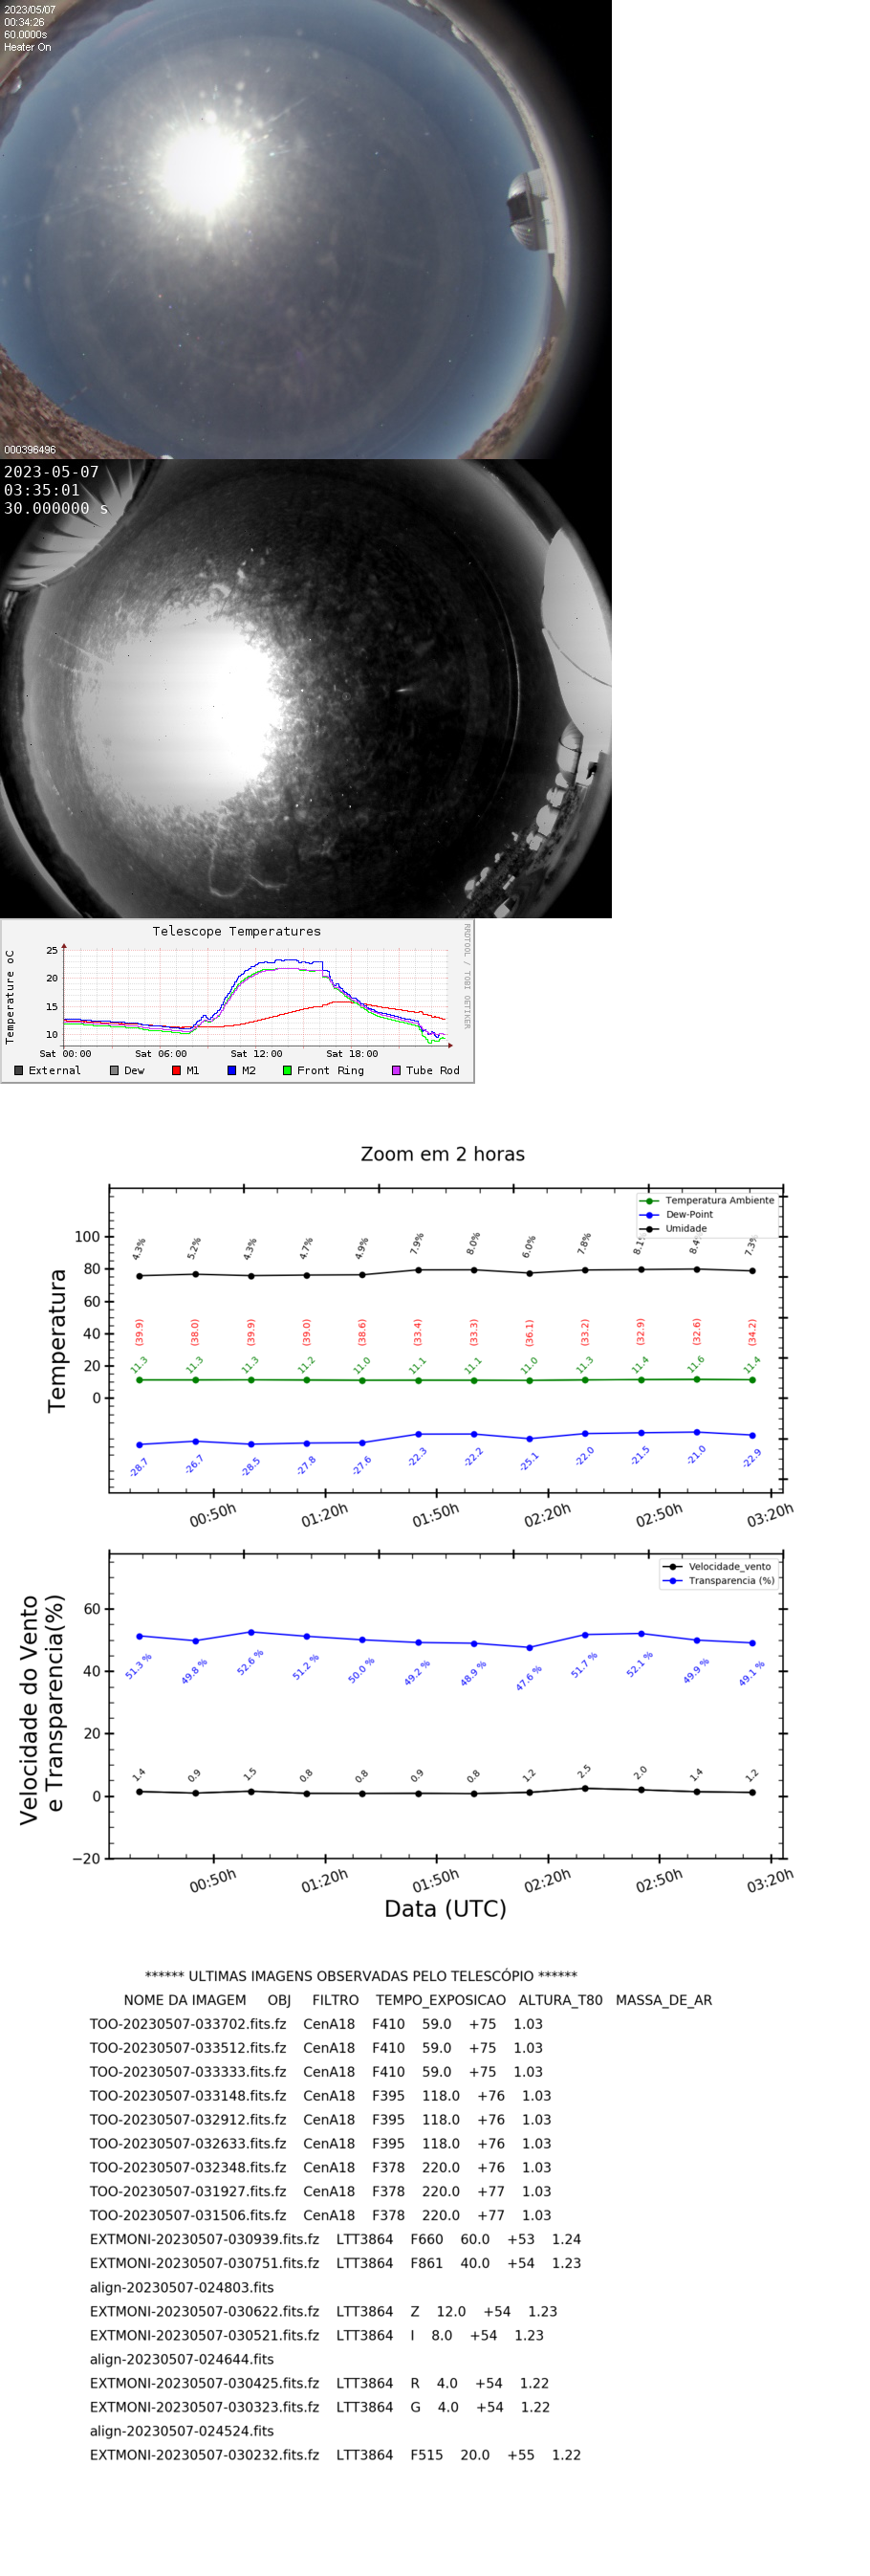 2023/05/07
00:34:26
60.0000s
Heater On
000396496
2023-05-07
03:35:01
30.000000 s
Telescope Temperatures
RRDTOOL / TOBI OETIKER
Temperature oC
25
20
15
10
Sat 00:00 Sat 06:00 Sat 12:00 Sat 18:00
External Dew M1 M2 Front Ring Tube Rod
Zoom em 2 horas
Temperatura Ambiente
Dew-Point
Umidade
Temperatura
100
80
60
40
20
0
4.3% 5.2% 4.3% 4.7% 4.9% 7.9% 8.0% 6.0% 7.8% 8.1% 8.4% 7.3%
(39.9) (38.0) (39.9) (39.0) (38.6) (33.4) (33.3) (36.1) (33.2) (32.9) (32.6) (34.2)
11.3 11.3 11.3 11.2 11.0 11.1 11.1 11.0 11.3 11.4 11.6 11.4
-28.7 -26.7 -28.5 -27.8 -27.6 -22.3 -22.2 -25.1 -22.0 -21.5 -21.0 -22.9
00:50h 01:20h 01:50h 02:20h 02:50h 03:20h
Velocidade_vento
Transparencia (%)
Velocidade do Vento
e Transparencia(%)
60
40
20
0
−20
51.3 % 49.8 % 52.6 % 51.2 % 50.0 % 49.2 % 48.9 % 47.6 % 51.7 % 52.1 % 49.9 % 49.1 %
1.4 0.9 1.5 0.8 0.8 0.9 0.8 1.2 2.5 2.0 1.4 1.2
00:50h 01:20h 01:50h 02:20h 02:50h 03:20h
Data (UTC)
****** ULTIMAS IMAGENS OBSERVADAS PELO TELESCÓPIO ******
NOME DA IMAGEM OBJ FILTRO TEMPO_EXPOSICAO ALTURA_T80 MASSA_DE_AR
TOO-20230507-033702.fits.fz CenA18 F410 59.0 +75 1.03
TOO-20230507-033512.fits.fz CenA18 F410 59.0 +75 1.03
TOO-20230507-033333.fits.fz CenA18 F410 59.0 +75 1.03
TOO-20230507-033148.fits.fz CenA18 F395 118.0 +76 1.03
TOO-20230507-032912.fits.fz CenA18 F395 118.0 +76 1.03
TOO-20230507-032633.fits.fz CenA18 F395 118.0 +76 1.03
TOO-20230507-032348.fits.fz CenA18 F378 220.0 +76 1.03
TOO-20230507-031927.fits.fz CenA18 F378 220.0 +77 1.03
TOO-20230507-031506.fits.fz CenA18 F378 220.0 +77 1.03
EXTMONI-20230507-030939.fits.fz LTT3864 F660 60.0 +53 1.24
EXTMONI-20230507-030751.fits.fz LTT3864 F861 40.0 +54 1.23
align-20230507-024803.fits
EXTMONI-20230507-030622.fits.fz LTT3864 Z 12.0 +54 1.23
EXTMONI-20230507-030521.fits.fz LTT3864 I 8.0 +54 1.23
align-20230507-024644.fits
EXTMONI-20230507-030425.fits.fz LTT3864 R 4.0 +54 1.22
EXTMONI-20230507-030323.fits.fz LTT3864 G 4.0 +54 1.22
align-20230507-024524.fits
EXTMONI-20230507-030232.fits.fz LTT3864 F515 20.0 +55 1.22